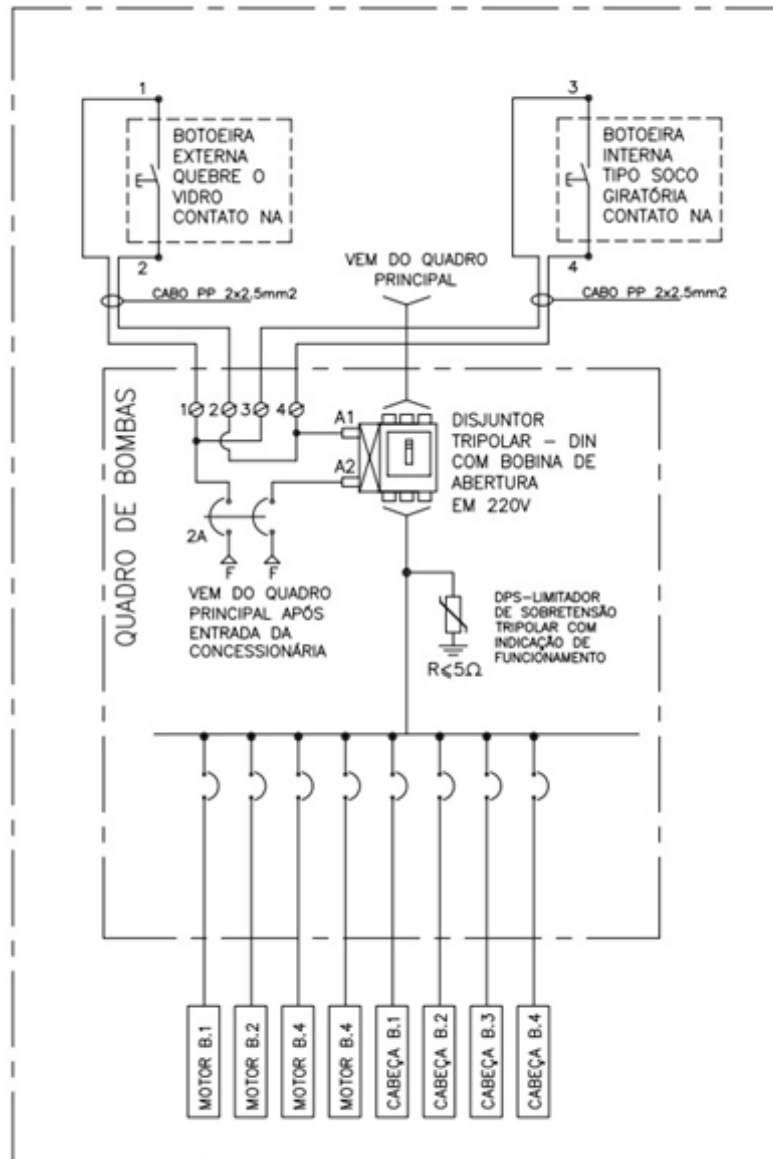 1
BOTOEIRA
EXTERNA
QUEBRE O
VIDRO
CONTATO NA
2
CABO PP 2x2,5mm2
3
BOTOEIRA
INTERNA
TIPO SOCO
GIRATÓRIA
CONTATO NA
4
CABO PP 2x2,5mm2
VEM DO QUADRO
PRINCIPAL
QUADRO DE BOMBAS
1 2 3 4
A1
A2
DISJUNTOR
TRIPOLAR – DIN
COM BOBINA DE
ABERTURA
EM 220V
2A
F F
VEM DO QUADRO
PRINCIPAL APÓS
ENTRADA DA
CONCESSIONÁRIA
DPS-LIMITADOR
DE SOBRETENSÃO
TRIPOLAR COM
INDICAÇÃO DE
FUNCIONAMENTO
R⩽5Ω
MOTOR B.1
MOTOR B.2
MOTOR B.4
MOTOR B.4
CABEÇA B.1
CABEÇA B.2
CABEÇA B.3
CABEÇA B.4